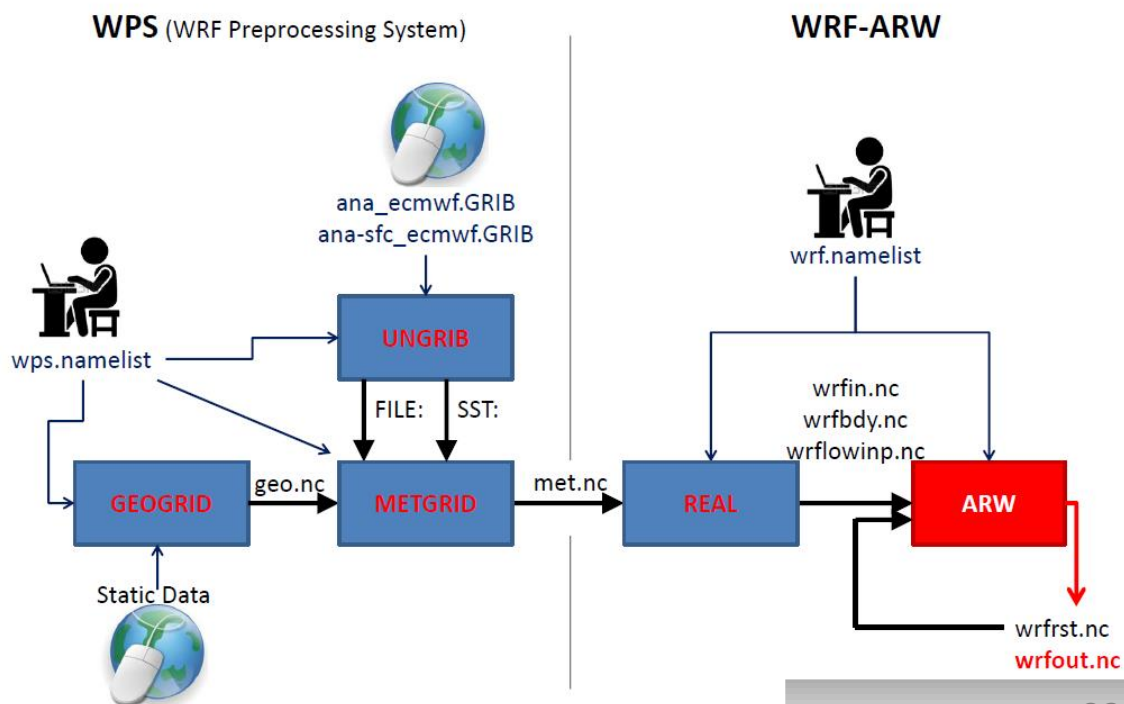 WPS (WRF Preprocessing System)
WRF-ARW
ana_ecmwf.GRIB
ana-sfc_ecmwf.GRIB
wrf.namelist
wps.namelist
UNGRIB
FILE:
SST:
wrfin.nc
wrfbdy.nc
wrflowinp.nc
GEOGRID
geo.nc
METGRID
met.nc
REAL
ARW
Static Data
wrfrst.nc
wrfout.nc